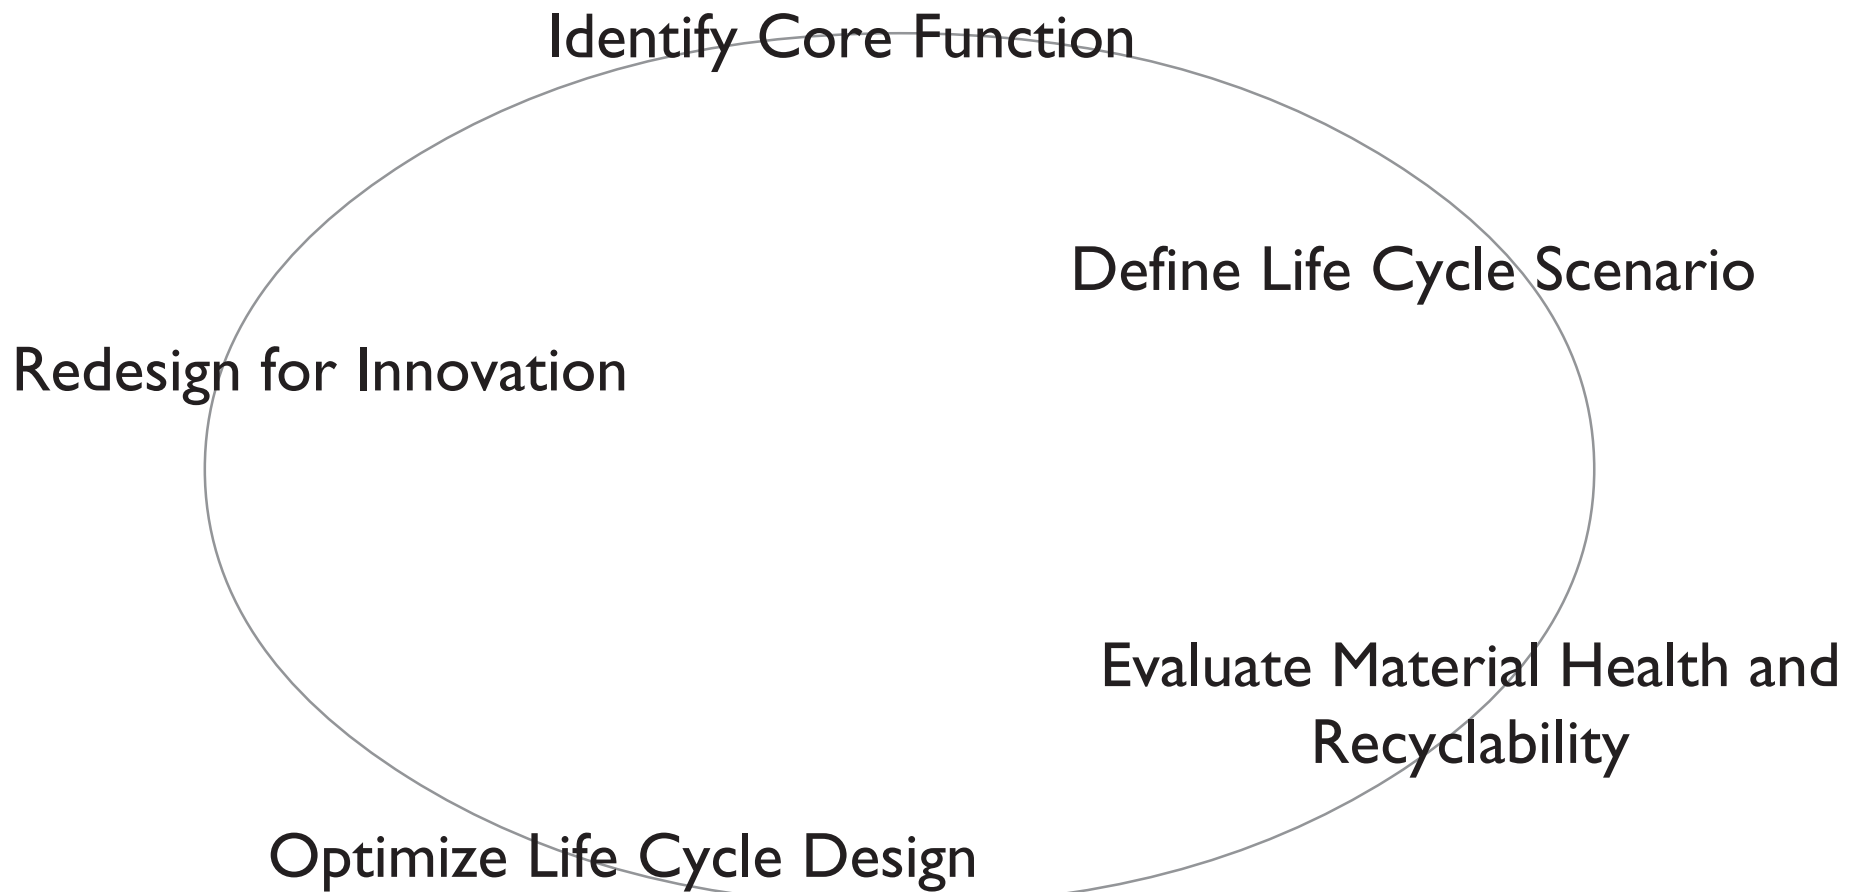 Identify Core Function
Define Life Cycle Scenario
Redesign for Innovation
Evaluate Material Health and
Recyclability
Optimize Life Cycle Design